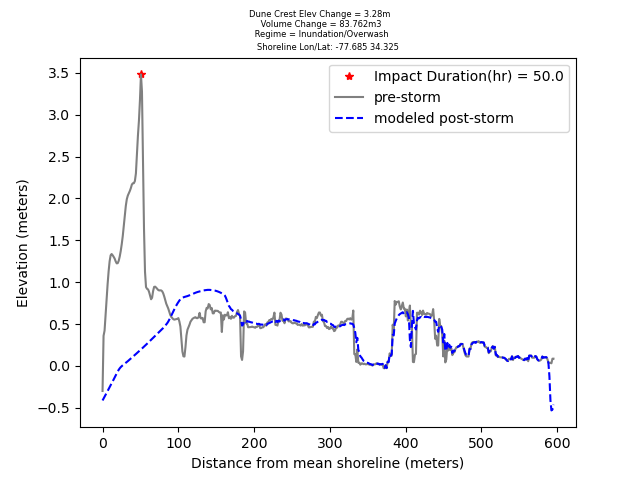 Dune Crest Elev Change = 3.28m
Volume Change = 83.762m3
Regime = Inundation/Overwash
Shoreline Lon/Lat: -77.685 34.325
Impact Duration(hr) = 50.0
pre-storm
modeled post-storm
Elevation (meters)
3.5
3.0
2.5
2.0
1.5
1.0
0.5
0.0
−0.5
0 100 200 300 400 500 600
Distance from mean shoreline (meters)